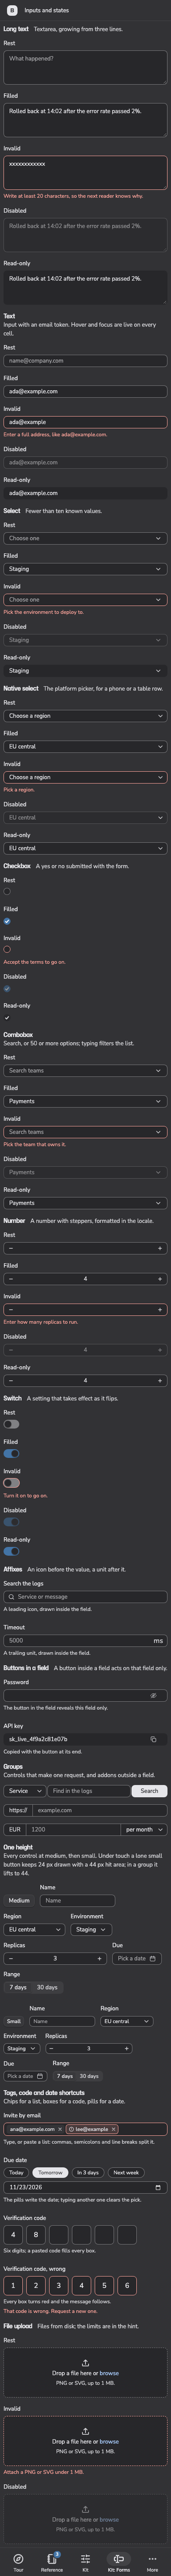 B Inputs and states
Long text Textarea, growing from three lines.
Rest
What happened?
Filled
Rolled back at 14:02 after the error rate passed 2%.
Invalid
xxxxxxxxxxxx
Write at least 20 characters, so the next reader knows why.
Disabled
Rolled back at 14:02 after the error rate passed 2%.
Read-only
Rolled back at 14:02 after the error rate passed 2%.
Text
Input with an email token. Hover and focus are live on every
cell.
Rest
name@company.com
Filled
ada@example.com
Invalid
ada@example
Enter a full address, like ada@example.com.
Disabled
ada@example.com
Read-only
ada@example.com
Select Fewer than ten known values.
Rest
Choose one
Filled
Staging
Invalid
Choose one
Pick the environment to deploy to.
Disabled
Staging
Read-only
Staging
Native select The platform picker, for a phone or a table row.
Rest
Choose a region
Filled
EU central
Invalid
Choose a region
Pick a region.
Disabled
EU central
Read-only
EU central
Checkbox A yes or no submitted with the form.
Rest
Filled
Invalid
Accept the terms to go on.
Disabled
Read-only
Combobox
Search, or 50 or more options; typing filters the list.
Rest
Search teams
Filled
Payments
Invalid
Search teams
Pick the team that owns it.
Disabled
Payments
Read-only
Payments
Number A number with steppers, formatted in the locale.
Rest
− +
Filled
− 4 +
Invalid
− +
Enter how many replicas to run.
Disabled
− 4 +
Read-only
− 4 +
Switch A setting that takes effect as it flips.
Rest
Filled
Invalid
Turn it on to go on.
Disabled
Read-only
Affixes An icon before the value, a unit after it.
Search the logs
Service or message
A leading icon, drawn inside the field.
Timeout
5000 ms
A trailing unit, drawn inside the field.
Buttons in a field A button inside a field acts on that field only.
Password
The button in the field reveals this field only.
API key
sk_live_4f9a2c81e07b
Copied with the button at its end.
Groups
Controls that make one request, and addons outside a field.
Service Find in the logs Search
https:// example.com
EUR 1200 per month
One height
Every control at medium, then small. Under touch a lone small
button keeps 24 px drawn with a 44 px hit area; in a group it
lifts to 44.
Name
Medium Name
Region Environment
EU central Staging
Replicas Due
− 3 + Pick a date
Range
7 days 30 days
Name Region
Small Name EU central
Environment Replicas
Staging − 3 +
Due Range
Pick a date 7 days 30 days
Tags, code and date shortcuts
Chips for a list, boxes for a code, pills for a date.
Invite by email
ana@example.com × lee@example ×
Type, or paste a list: commas, semicolons and line breaks split it.
Due date
Today Tomorrow In 3 days Next week
11/23/2026
The pills write the date; typing another one clears the pick.
Verification code
4 8
Six digits; a pasted code fills every box.
Verification code, wrong
1 2 3 4 5 6
Every box turns red and the message follows.
That code is wrong. Request a new one.
File upload Files from disk; the limits are in the hint.
Rest
Drop a file here or browse
PNG or SVG, up to 1 MB.
Invalid
Drop a file here or browse
PNG or SVG, up to 1 MB.
Attach a PNG or SVG under 1 MB.
Disabled
Drop a file here or browse
PNG or SVG, up to 1 MB.
Tour Reference 3 Kit Kit: Forms More